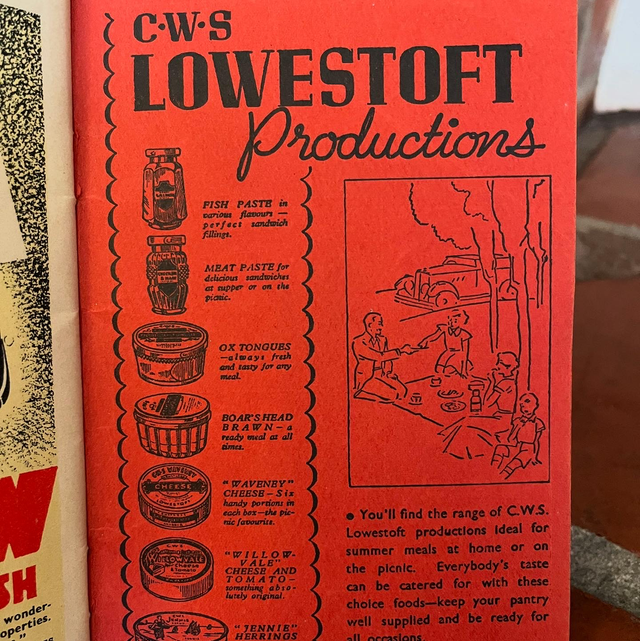 C·W·S
LOWESTOFT
Productions
FISH PASTE in
various flavours —
perfect sandwich
fillings.
MEAT PASTE for
delicious sandwiches
at supper or on the
picnic.
OX TONGUES
—always fresh
and tasty for any
meal.
BOAR'S HEAD
BRAWN — a
ready meal at all
times.
CHEESE
"WAVENEY"
CHEESE — Six
handy portions in
each box—the pic-
nic favourite.
WILLOWVALE
"WILLOW-
VALE"
CHEESE AND
TOMATO—
something abso-
lutely original.
"JENNIE"
HERRINGS
● You'll find the range of C.W.S.
Lowestoft productions ideal for
summer meals at home or on
the picnic. Everybody's taste
can be catered for with these
choice foods—keep your pantry
well supplied and be ready for
all occasions
W
SH
wonder-
operties.